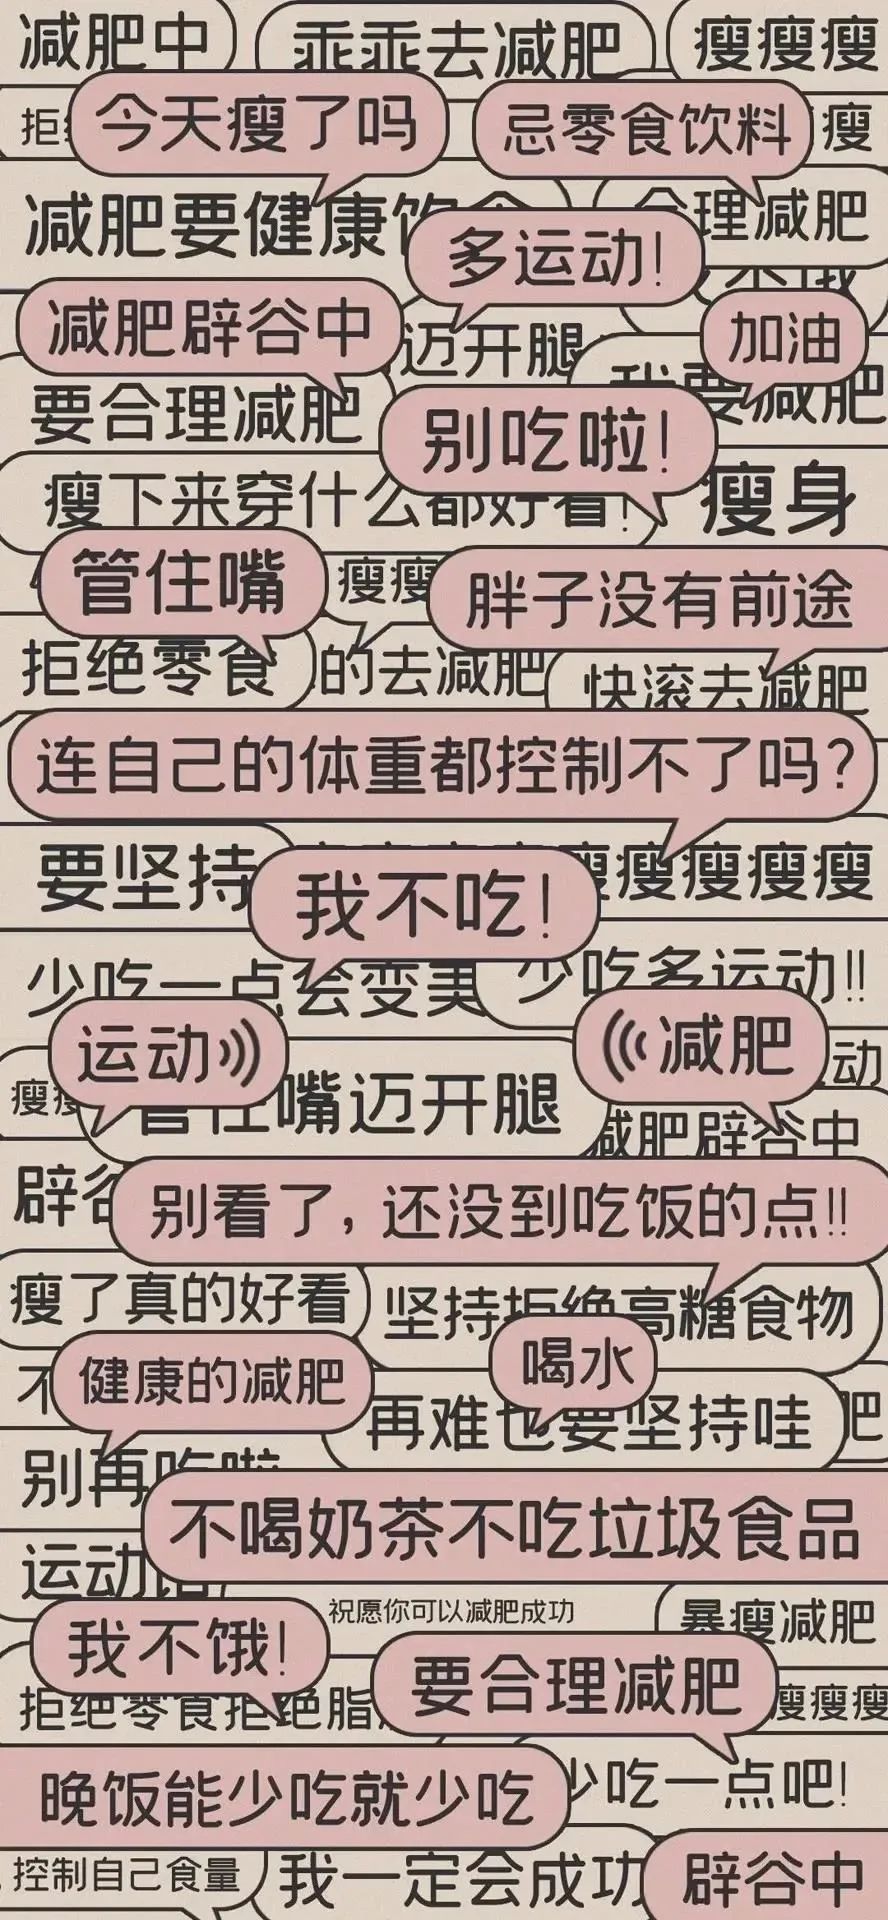 减肥中
乖乖去减肥
瘦瘦瘦
拒
今天瘦了吗
忌零食饮料
瘦
减肥要健康饮食
合理减肥
多运动!
减肥辟谷中
迈开腿
加油
要合理减肥
我要减肥
别吃啦!
瘦下来穿什么都好看!
瘦身
管住嘴
瘦瘦
胖子没有前途
拒绝零食
的去减肥
快滚去减肥
连自己的体重都控制不了吗?
要坚持
瘦瘦瘦瘦瘦
我不吃!
少吃一点会变美
少吃多运动!!
运动
减肥
动
瘦瘦
管住嘴迈开腿
减肥辟谷中
辟谷
别看了,还没到吃饭的点!!
瘦了真的好看
坚持拒绝高糖食物
健康的减肥
喝水
不
再难也要坚持哇
肥
别再吃啦
不喝奶茶不吃垃圾食品
运动
祝愿你可以减肥成功
暴瘦减肥
我不饿!
要合理减肥
拒绝零食拒绝脂
瘦瘦瘦
晚饭能少吃就少吃
少吃一点吧!
控制自己食量
我一定会成功
辟谷中